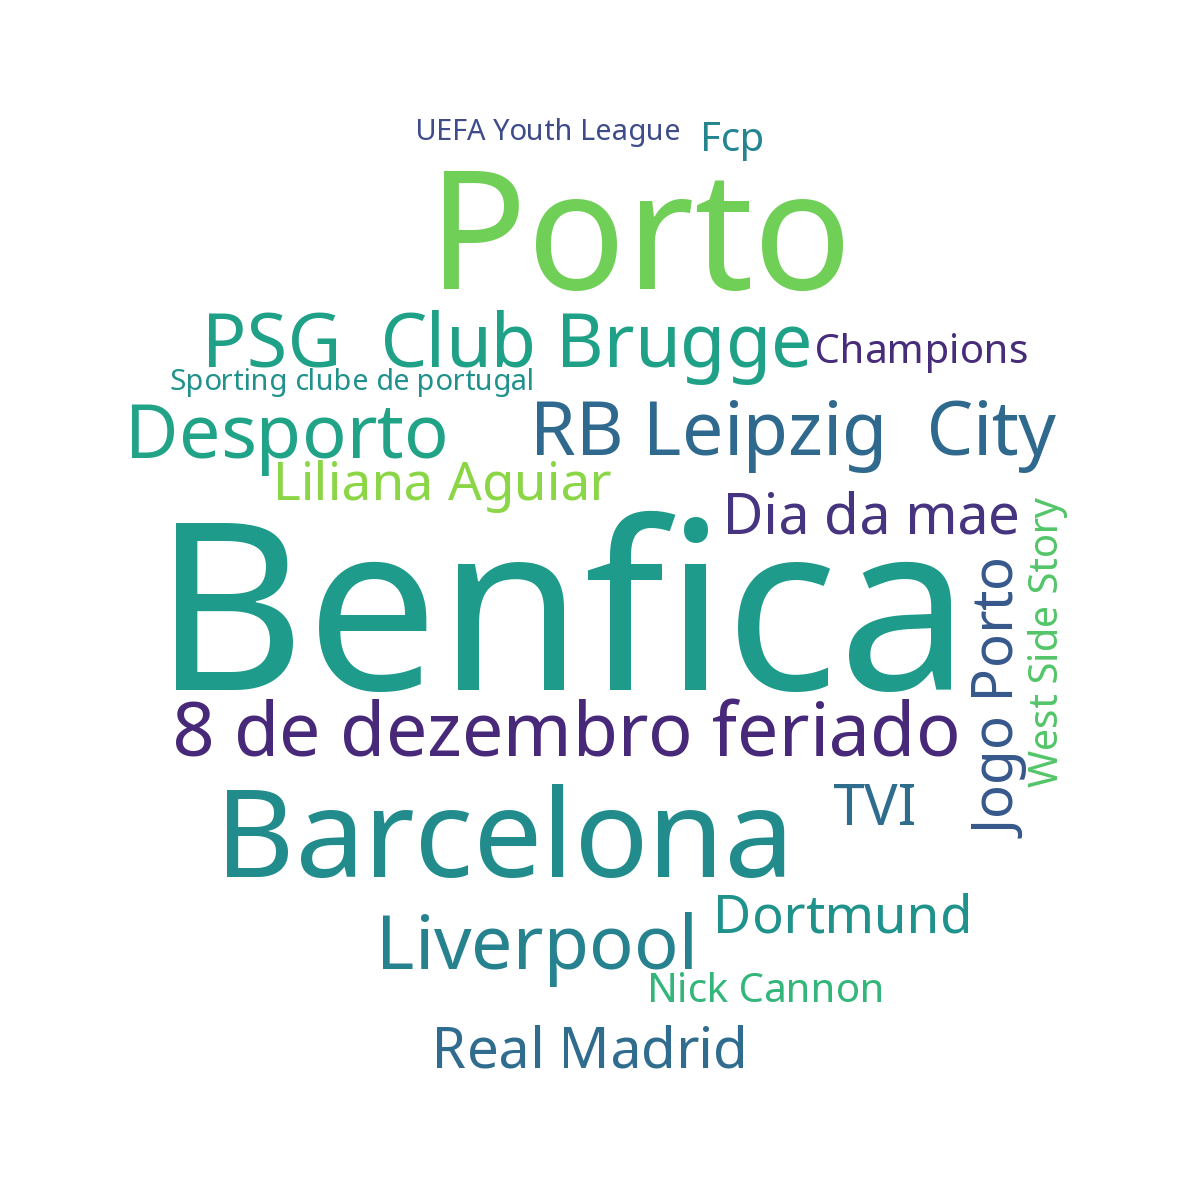 UEFA Youth League
Fcp
Porto
PSG
Club Brugge
Champions
Sporting clube de portugal
Desporto
RB Leipzig
City
Liliana Aguiar
Dia da mae
Benfica
Jogo Porto
West Side Story
8 de dezembro feriado
Barcelona
TVI
Liverpool
Dortmund
Nick Cannon
Real Madrid